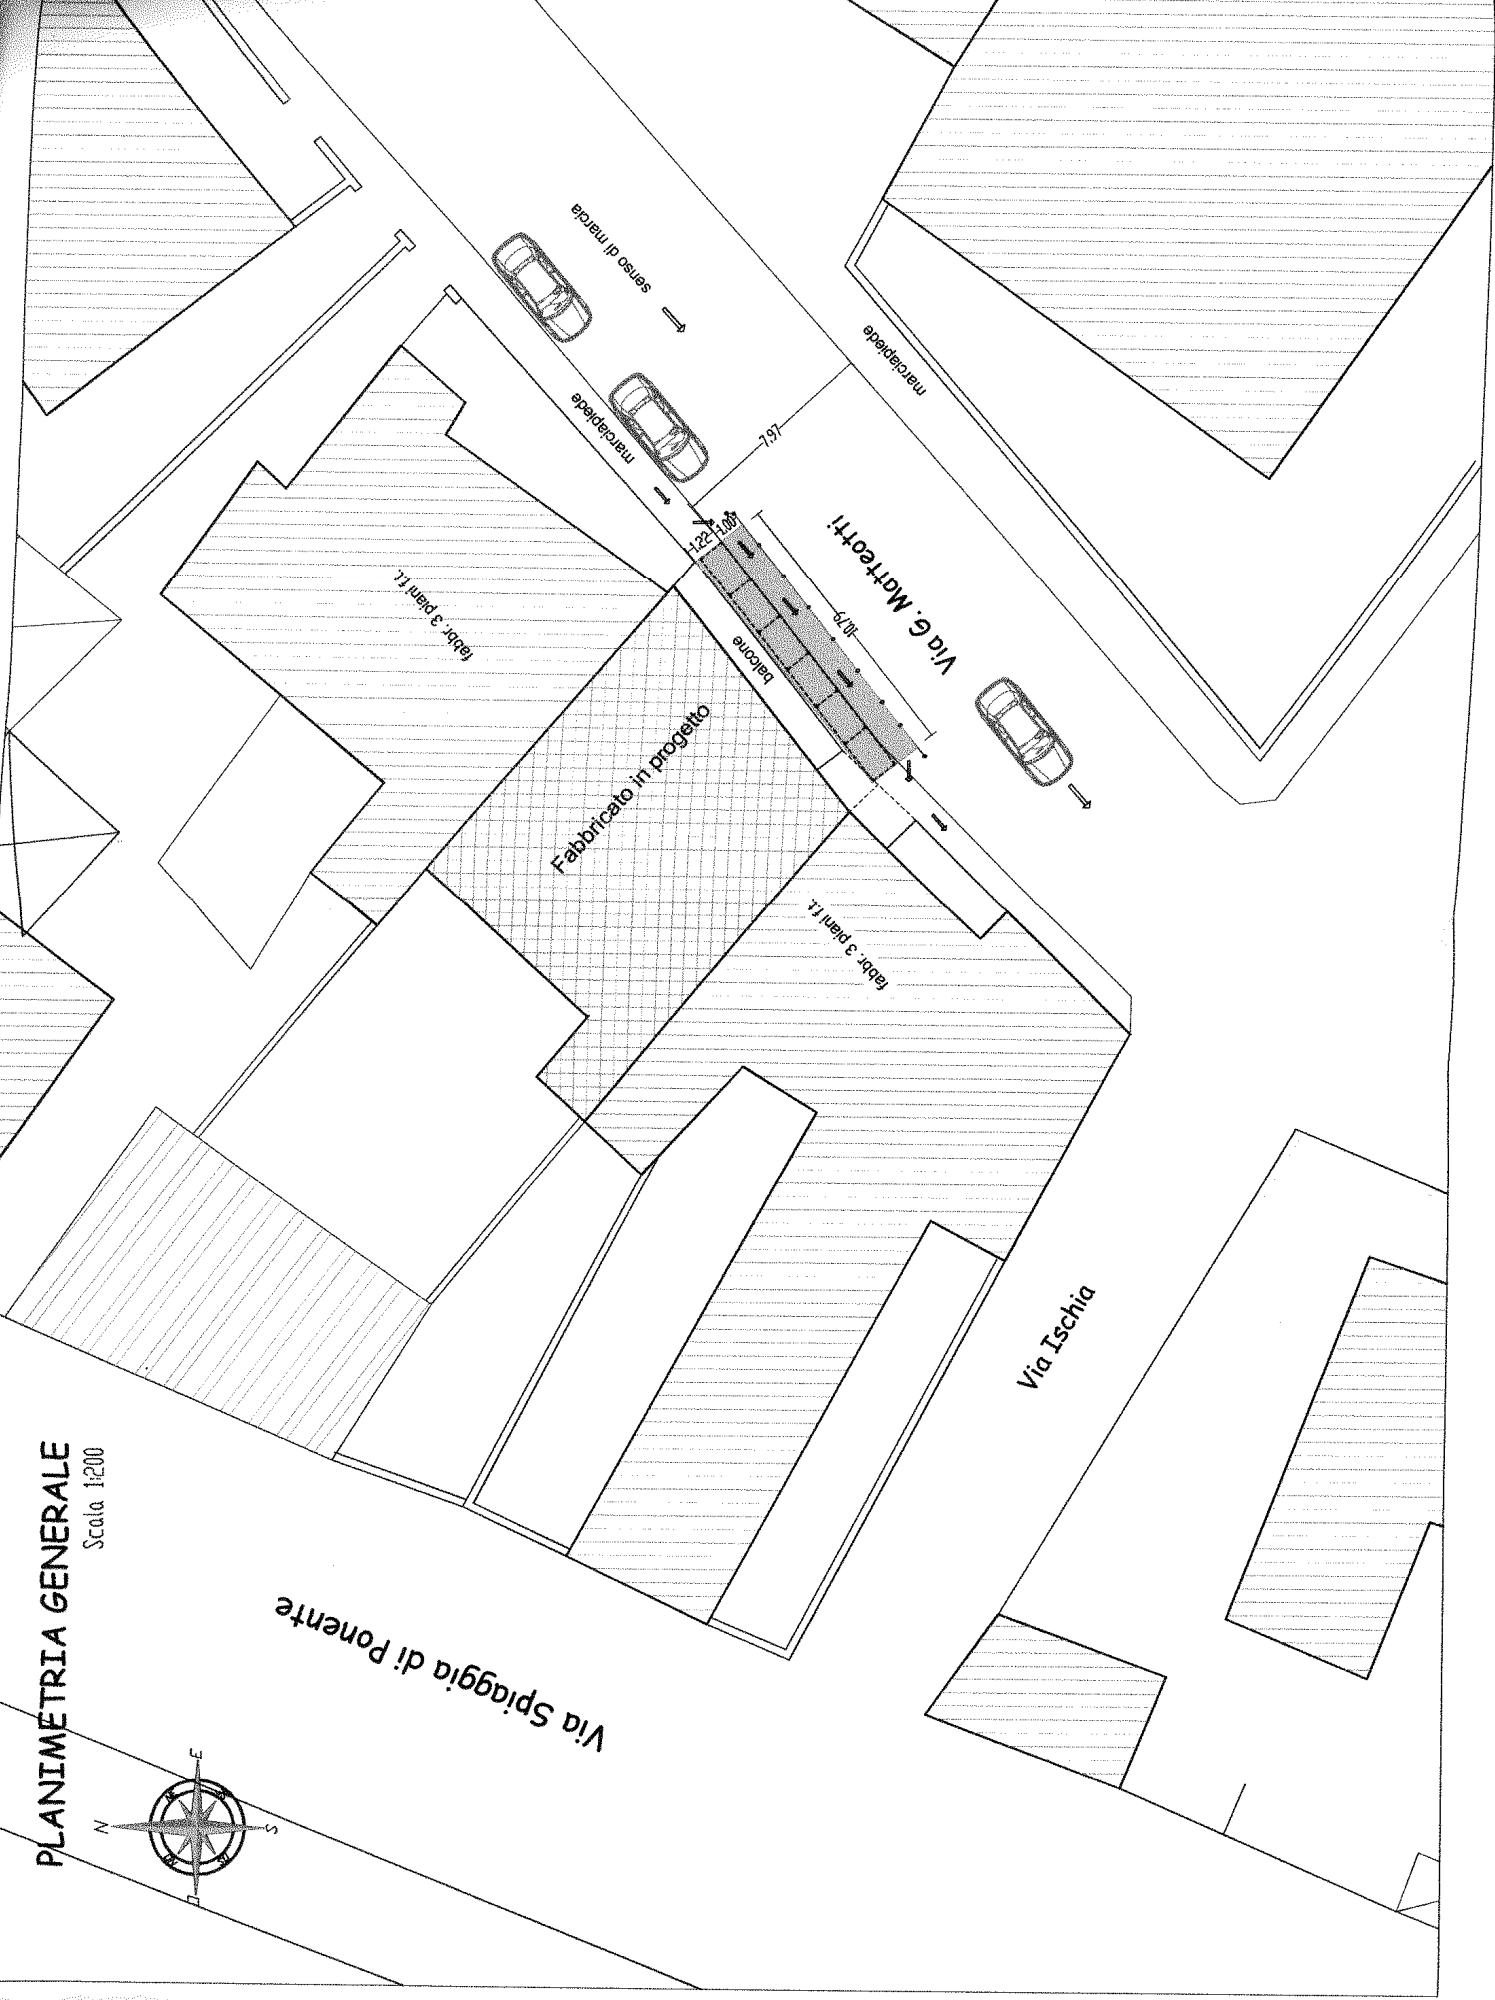 PLANIMETRIA GENERALE
Scala 1:200
senso di marcia
marciapiede
marciapiede
7.97
1.22
1.00
10.79
Via G. Matteotti
balcone
fabbr. 3 piani f.t.
Fabbricato in progetto
fabbr. 3 piani f.t.
Via Ischia
Via Spiaggia di Ponente
N
E
S
O